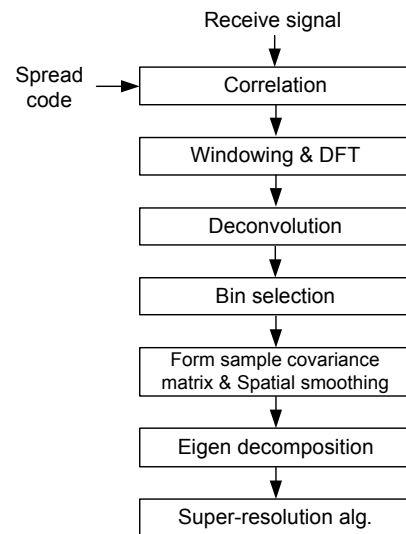 Receive signal
Spread
code
Correlation
Windowing & DFT
Deconvolution
Bin selection
Form sample covariance
matrix & Spatial smoothing
Eigen decomposition
Super-resolution alg.